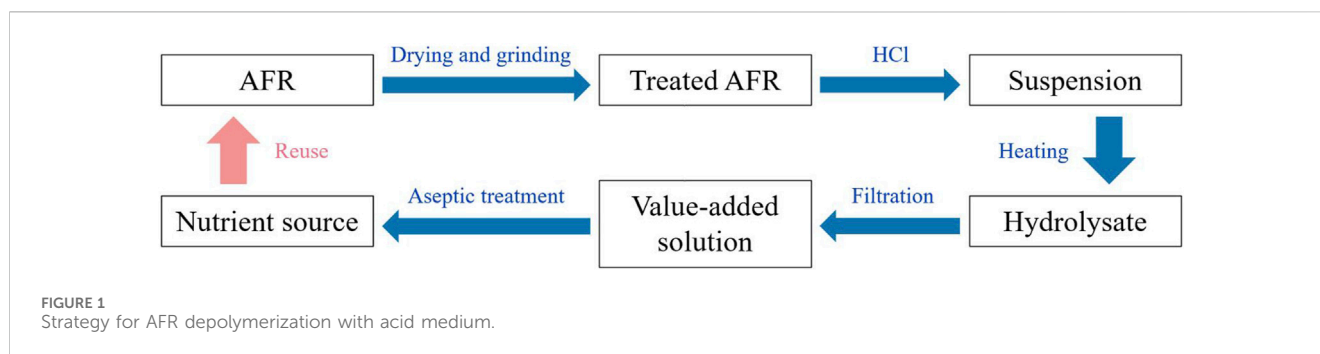 Drying and grinding
HCl
AFR
Treated AFR
Suspension
Reuse
Heating
Aseptic treatment
Filtration
Nutrient source
Value-added
solution
Hydrolysate
FIGURE 1
Strategy for AFR depolymerization with acid medium.